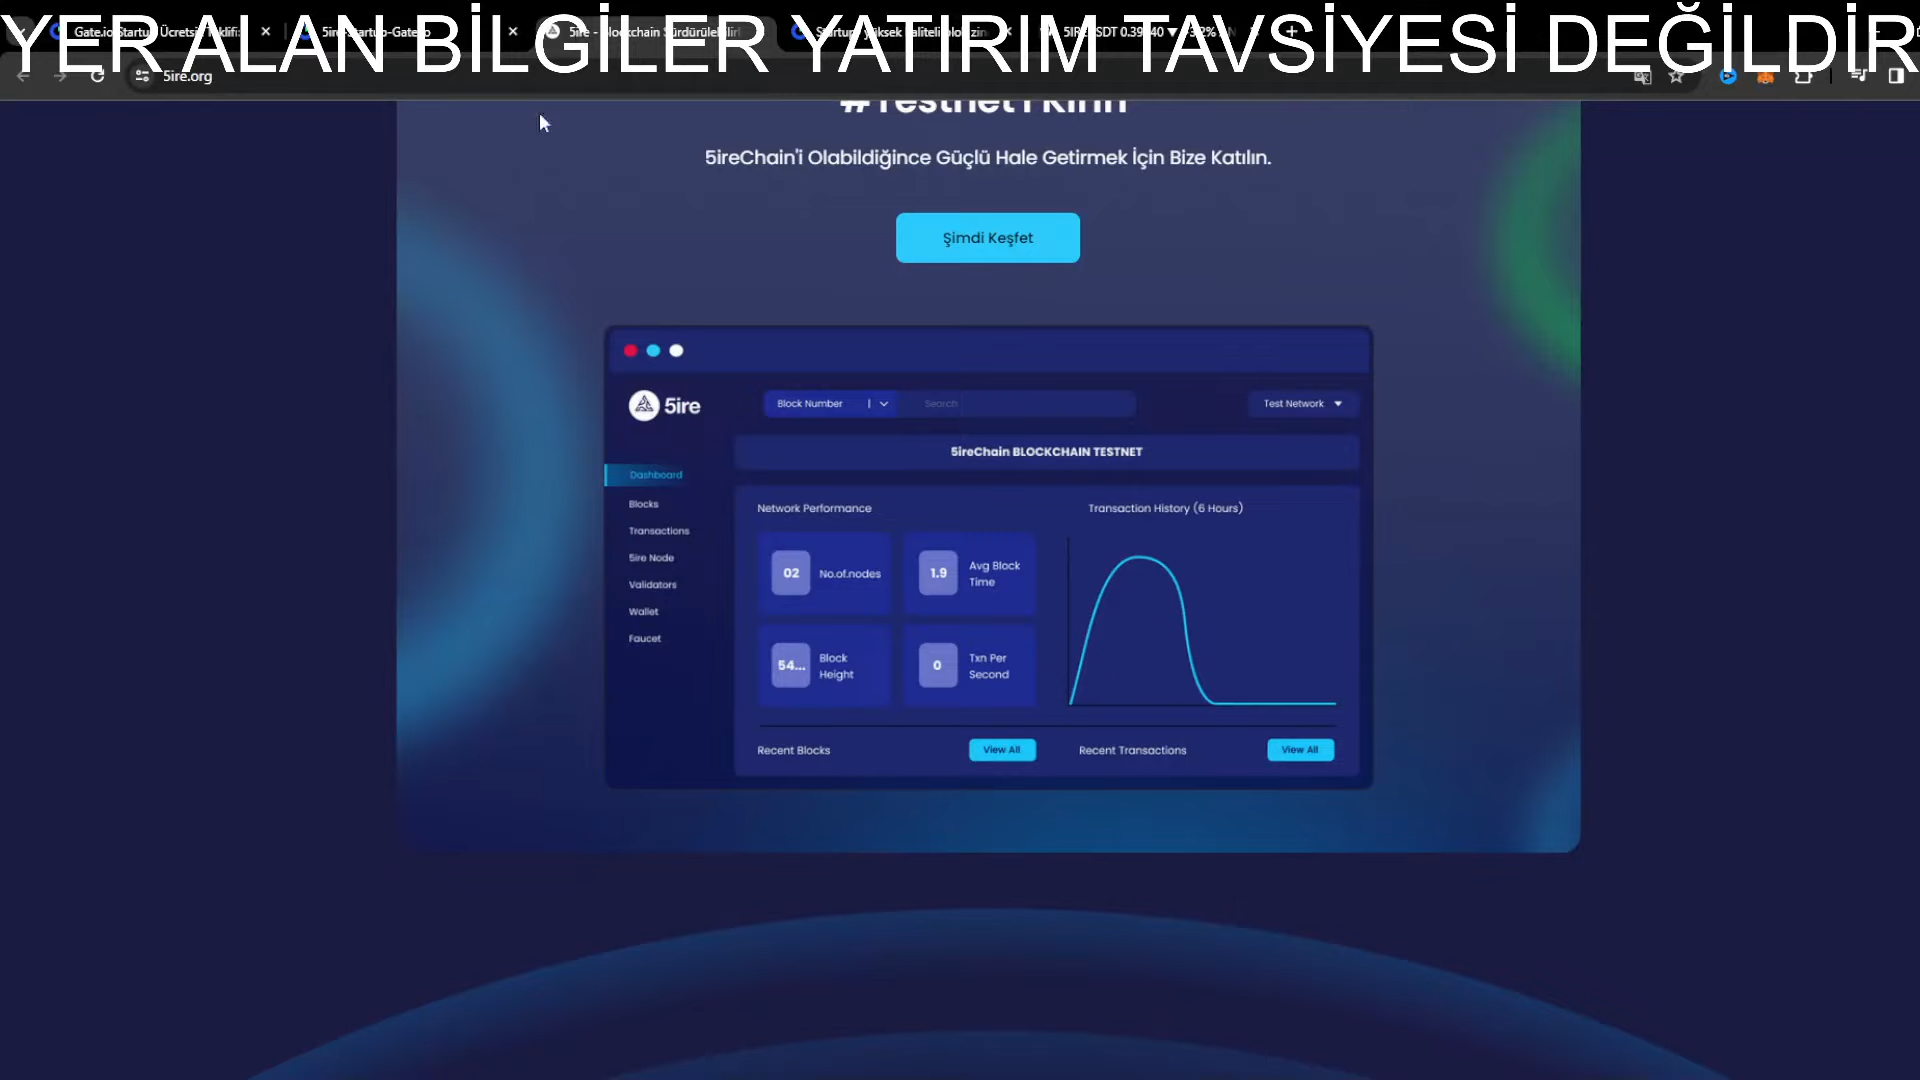 YER ALAN BİLGİLER YATIRIM TAVSİYESİ DEĞİLDİR
5ire.org
5ireChain'i Olabildiğince Güçlü Hale Getirmek İçin Bize Katılın.
Şimdi Keşfet
5ire
Block Number
Search
Test Network
5ireChain BLOCKCHAIN TESTNET
Dashboard
Blocks
Transactions
5ire Node
Validators
Wallet
Faucet
Network Performance
Transaction History (6 Hours)
02 No.of.nodes
1.9 Avg Block Time
54... Block Height
0 Txn Per Second
Recent Blocks
View All
Recent Transactions
View All